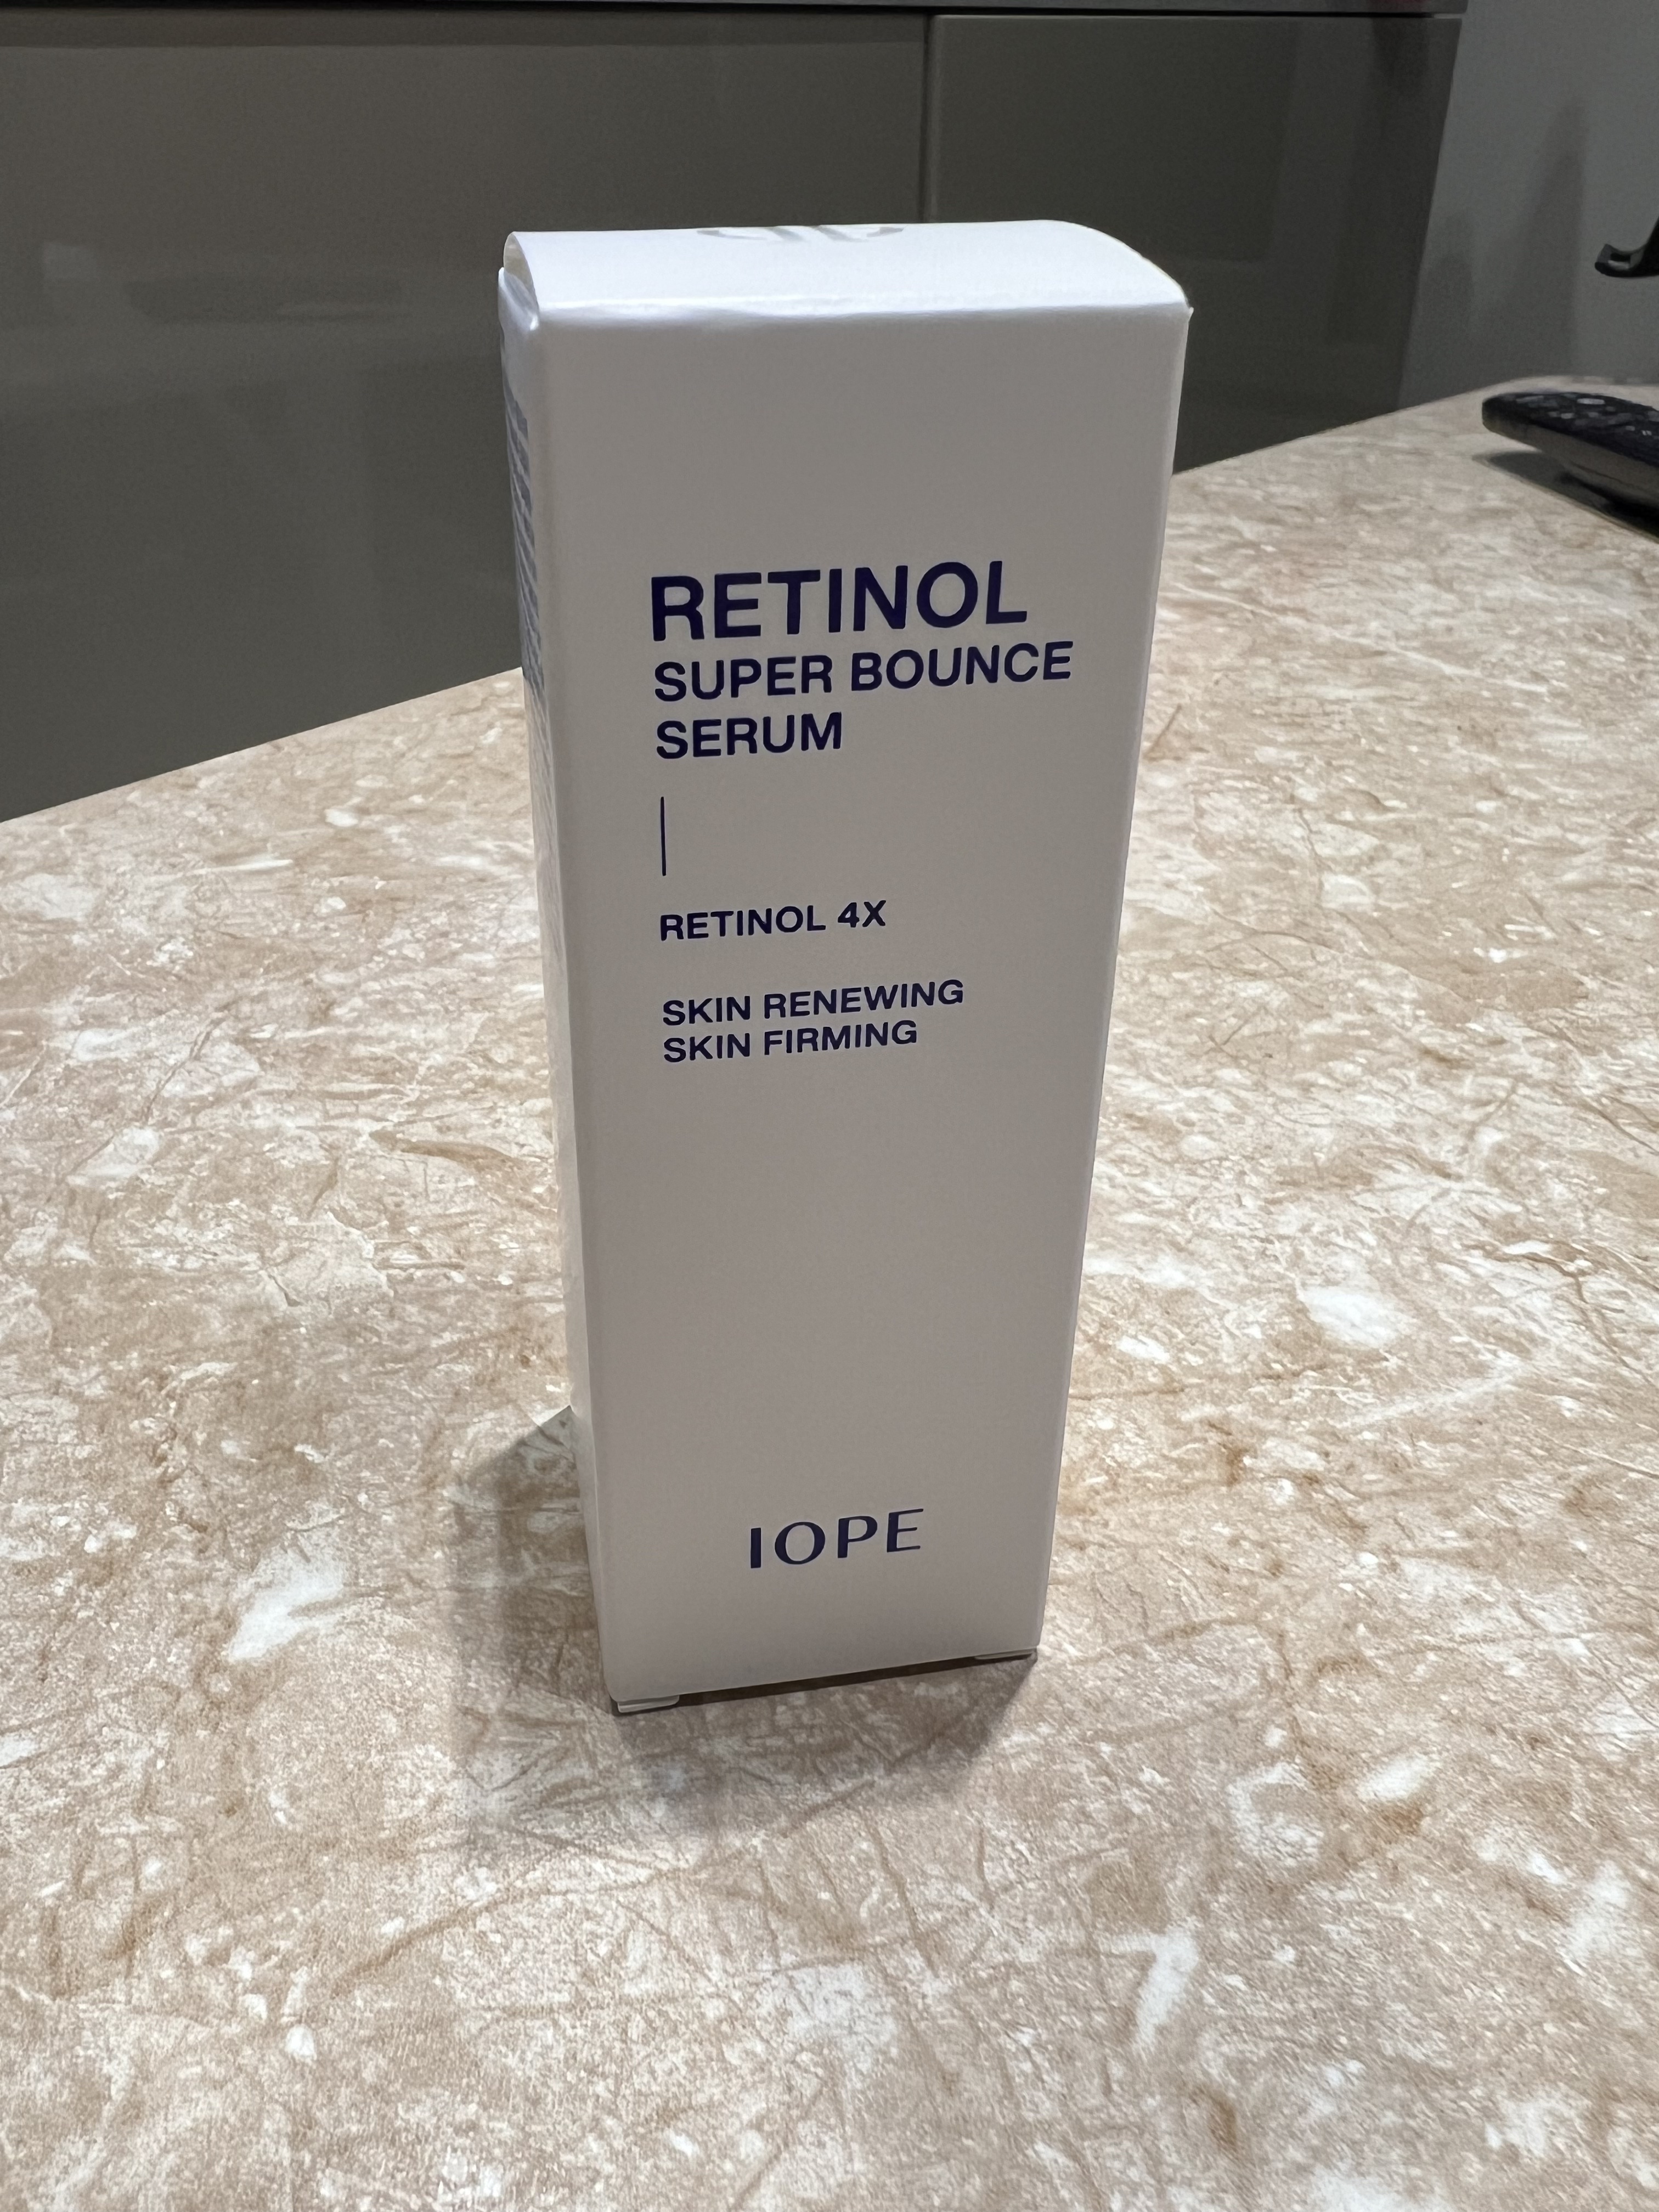 RETINOL
SUPER BOUNCE
SERUM
RETINOL 4X
SKIN RENEWING
SKIN FIRMING
IOPE